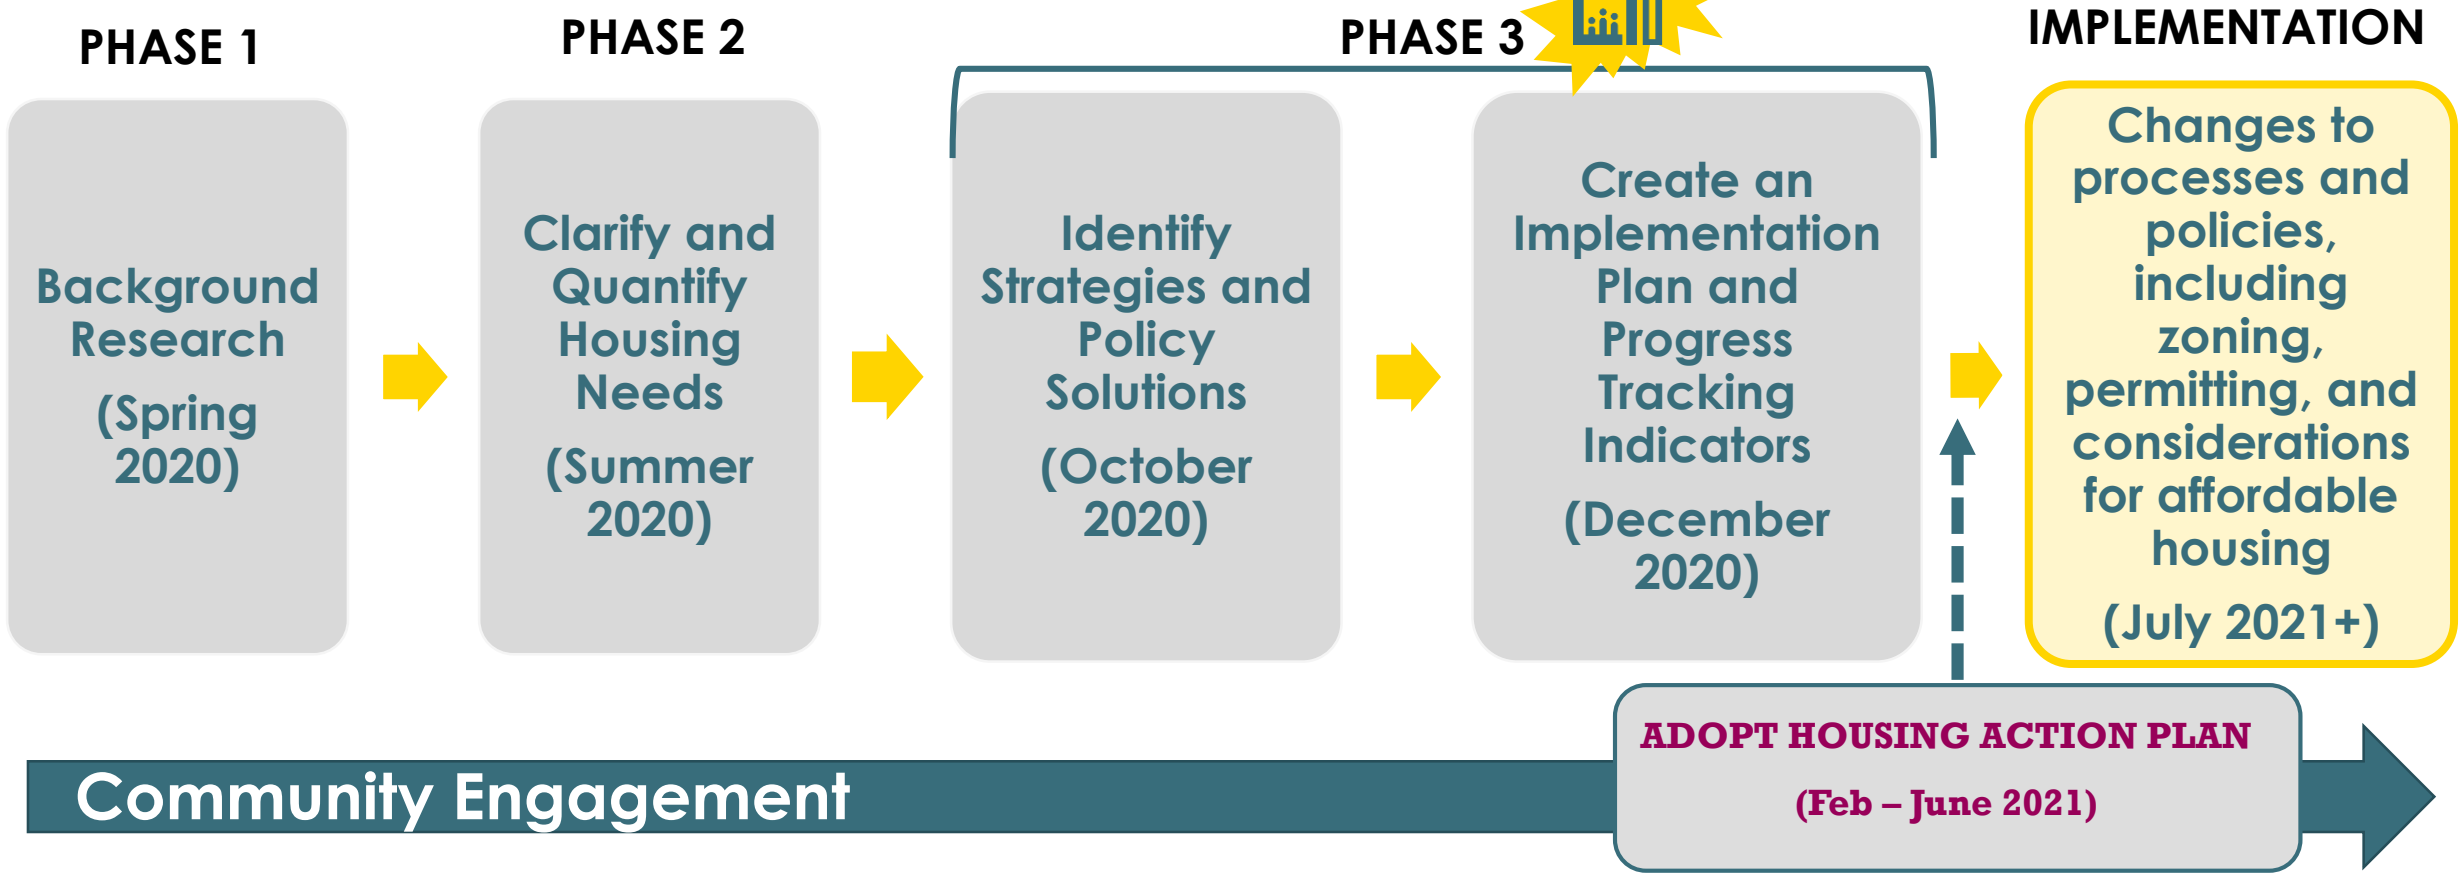 PHASE 1
Background
Research
(Spring
2020)
PHASE 2
Clarify and
Quantify
Housing
Needs
(Summer
2020)
PHASE 3
Identify
Strategies and
Policy
Solutions
(October
2020)
Create an
Implementation
Plan and
Progress
Tracking
Indicators
(December
2020)
IMPLEMENTATION
Changes to
processes and
policies,
including
zoning,
permitting, and
considerations
for affordable
housing
(July 2021+)
ADOPT HOUSING ACTION PLAN
(Feb – June 2021)
Community Engagement